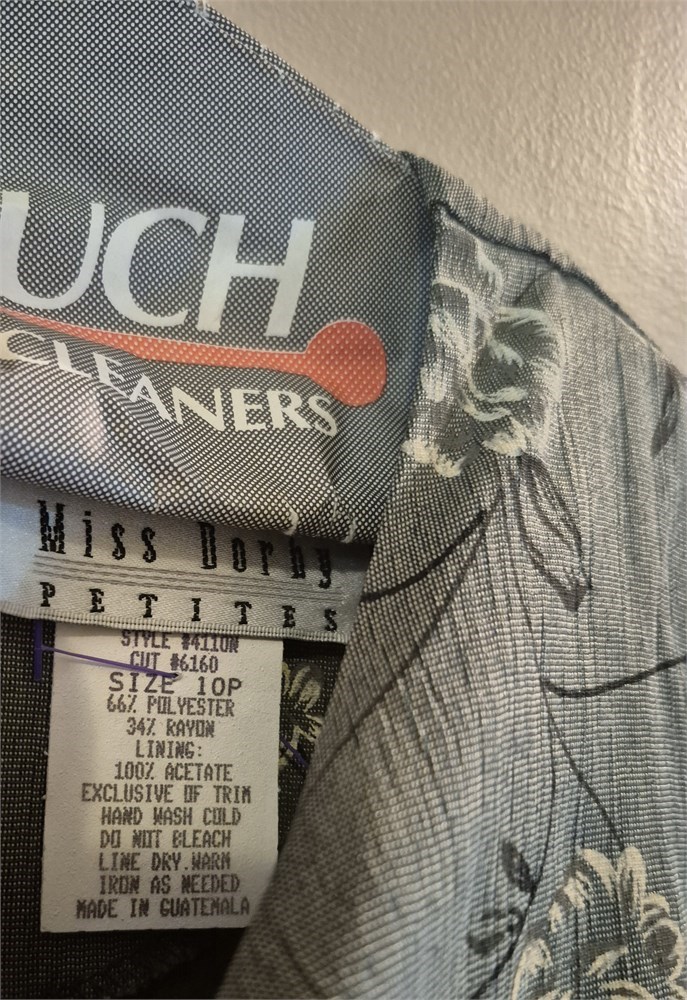 UCH
CLEANERS
Miss Dorby
PETITES
STYLE #4110N
CUT #6160
SIZE 10P
66% POLYESTER
34% RAYON
LINING:
100% ACETATE
EXCLUSIVE OF TRIM
HAND WASH COLD
DO NOT BLEACH
LINE DRY.WARM
IRON AS NEEDED
MADE IN GUATEMALA